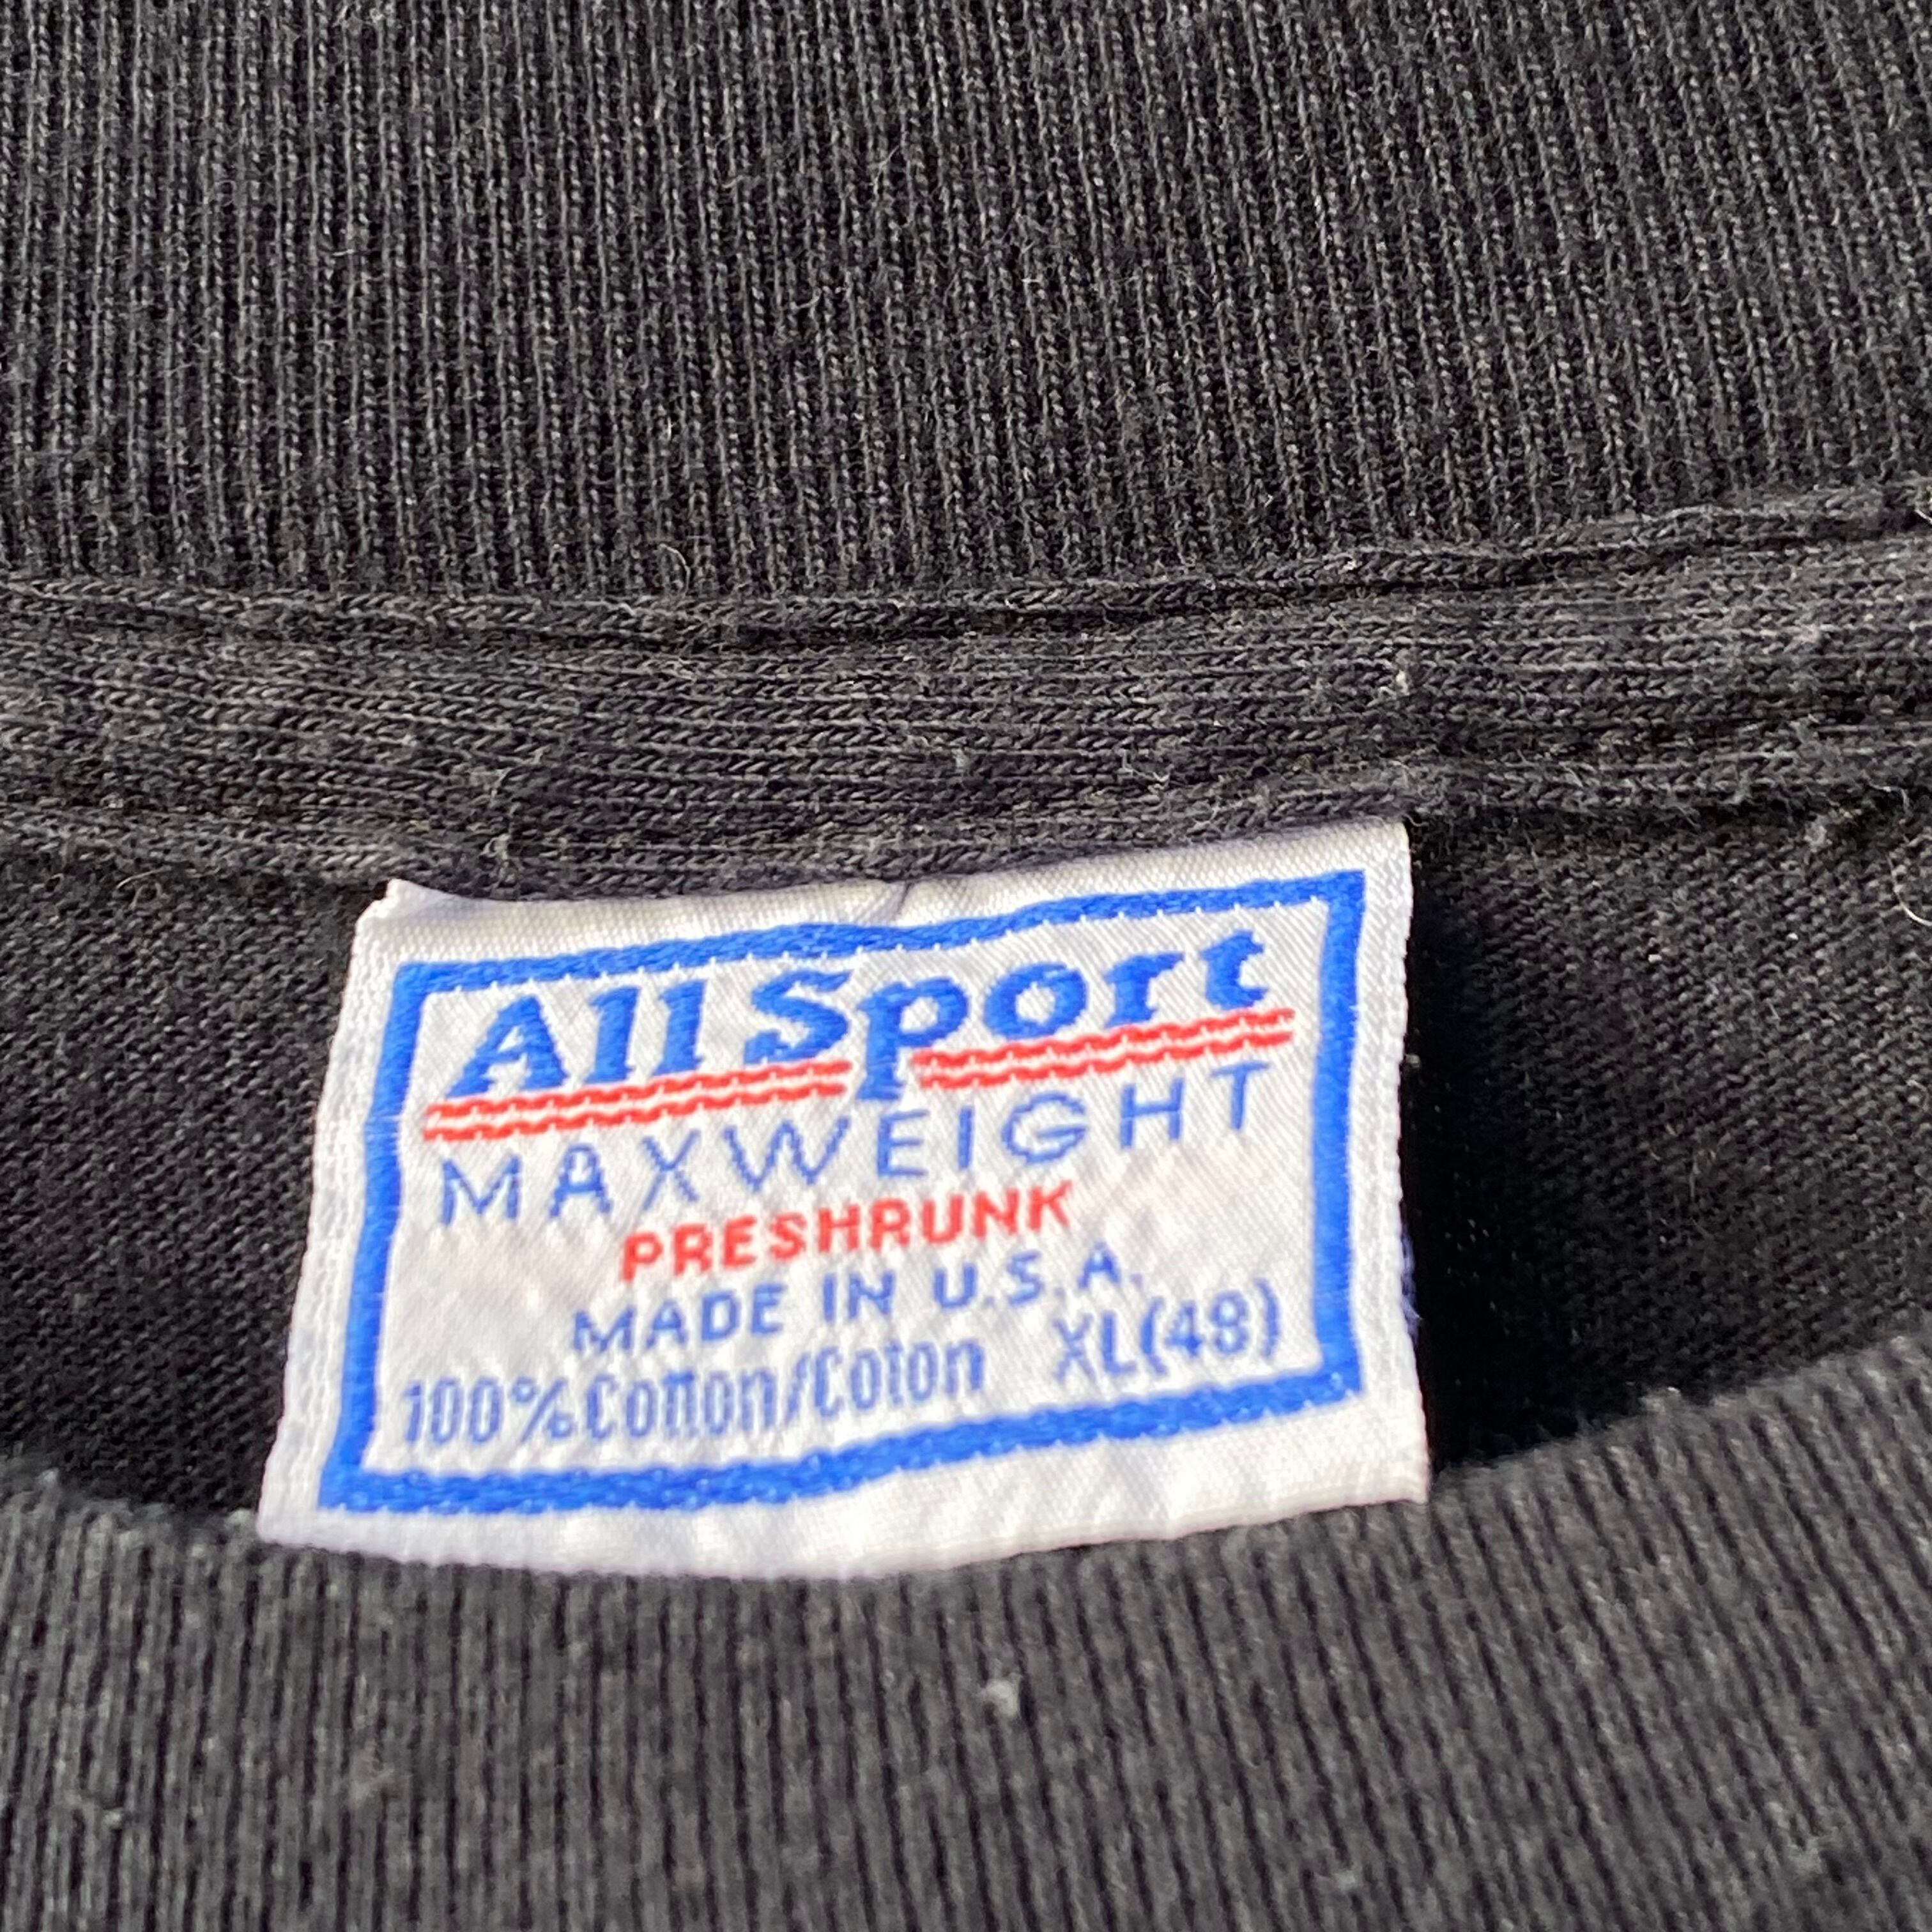 AllSport
MAXWEIGHT
PRESHRUNK
MADE IN U.S.A.
100% Cotton/Coton XL(48)